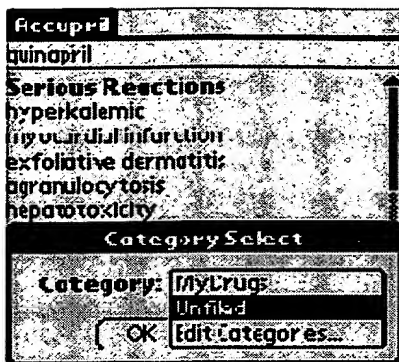 Accupril
quinapril
Serious Reactions
hyperkalemic
myocardial infarction
exfoliative dermatitis
agranulocytosis
hepatotoxicity
Category Select
Category: MyDrugs
Unfiled
OK Edit Categories...